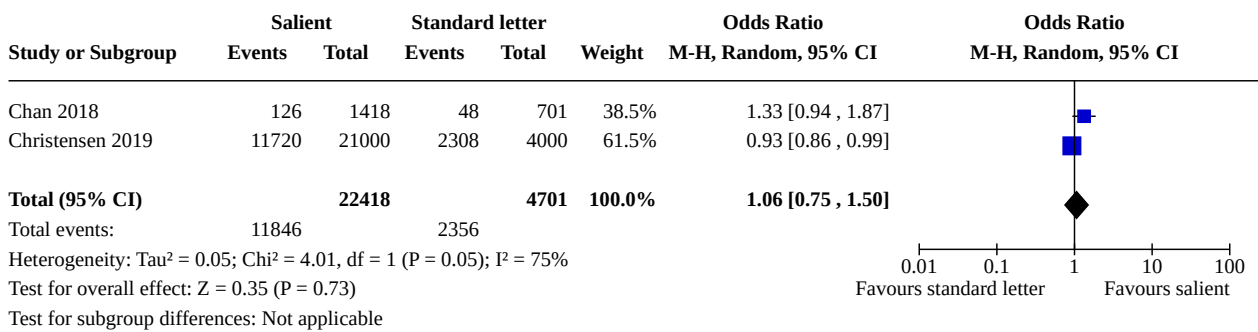 Salient Standard letter Odds Ratio Odds Ratio
Study or Subgroup Events Total Events Total Weight M-H, Random, 95% CI M-H, Random, 95% CI
Chan 2018 126 1418 48 701 38.5% 1.33 [0.94 , 1.87]
Christensen 2019 11720 21000 2308 4000 61.5% 0.93 [0.86 , 0.99]
Total (95% CI) 22418 4701 100.0% 1.06 [0.75 , 1.50]
Total events: 11846 2356
Heterogeneity: Tau² = 0.05; Chi² = 4.01, df = 1 (P = 0.05); I² = 75%
0.01 0.1 1 10 100
Test for overall effect: Z = 0.35 (P = 0.73)
Favours standard letter Favours salient
Test for subgroup differences: Not applicable